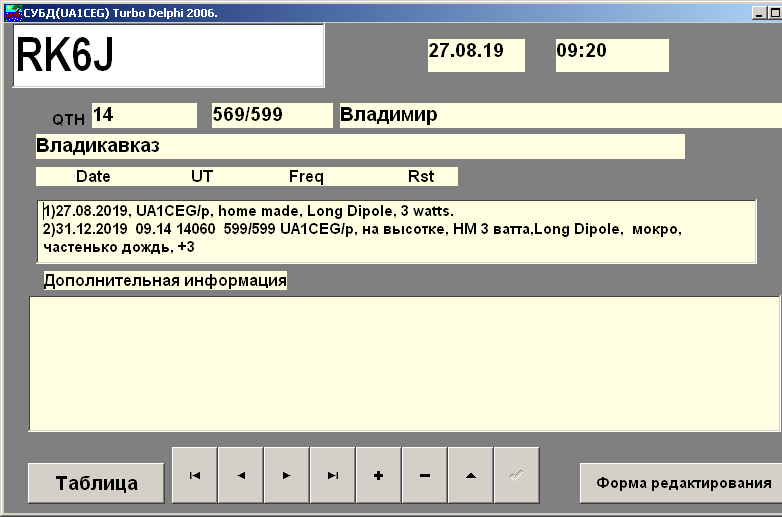 СУБД(UA1CEG) Turbo Delphi 2006.
RK6J
27.08.19 09:20
QTH 14 569/599 Владимир
Владикавказ
Date UT Freq Rst
1)27.08.2019, UA1CEG/p, home made, Long Dipole, 3 watts.
2)31.12.2019 09.14 14060 599/599 UA1CEG/p, на высотке, HM 3 ватта,Long Dipole, мокро,
частенько дождь, +3
Дополнительная информация
Таблица
Форма редактирования